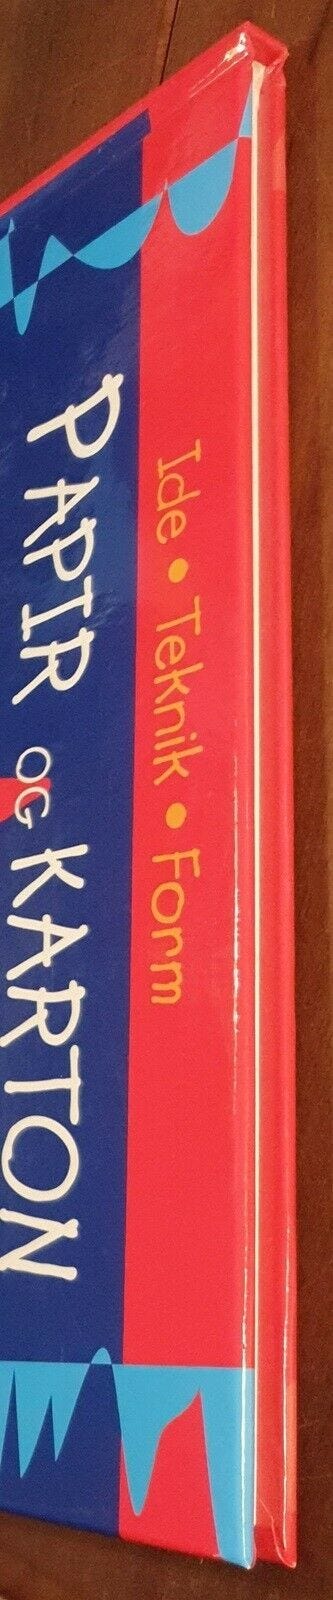 Ide • Teknik • Form
PAPIR OG KARTON